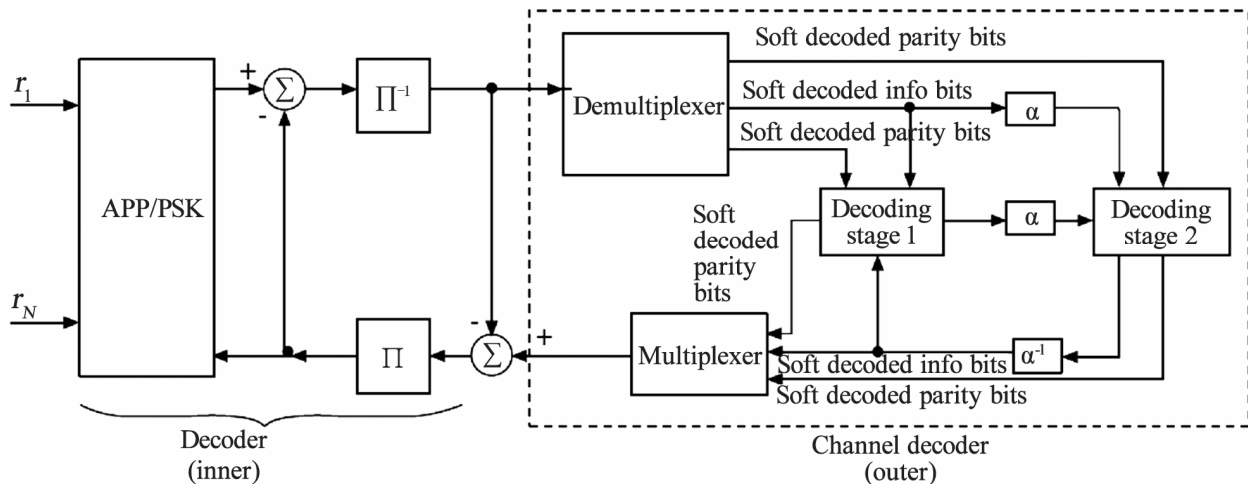 r₁
r_N
APP/PSK
+
-
Σ
∏⁻¹
Demultiplexer
Soft decoded parity bits
Soft decoded info bits
Soft decoded parity bits
α
Decoding
stage 1
α
Decoding
stage 2
Soft
decoded
parity
bits
∏
-
Σ
+
Multiplexer
α⁻¹
Soft decoded info bits
Soft decoded parity bits
Decoder
(inner)
Channel decoder
(outer)